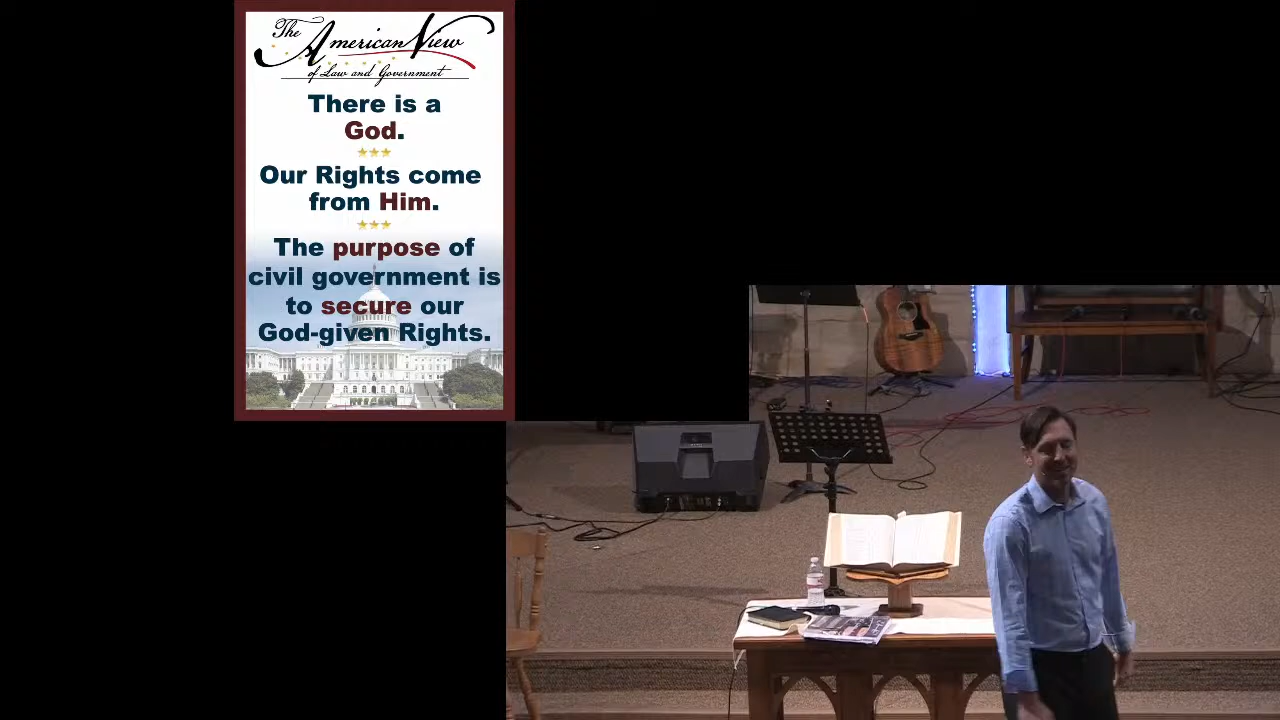 The
American View
of Law and Government
There is a
God.
Our Rights come
from Him.
The purpose of
civil government is
to secure our
God-given Rights.